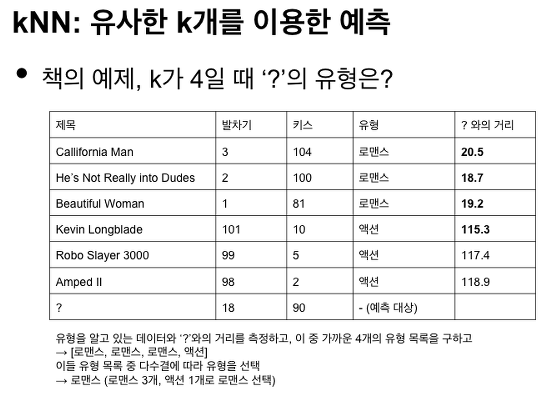 kNN: 유사한 k개를 이용한 예측
• 책의 예제, k가 4일 때 ‘?’의 유형은?
제목 발차기 키스 유형 ? 와의 거리
Callifornia Man 3 104 로맨스 20.5
He's Not Really into Dudes 2 100 로맨스 18.7
Beautiful Woman 1 81 로맨스 19.2
Kevin Longblade 101 10 액션 115.3
Robo Slayer 3000 99 5 액션 117.4
Amped II 98 2 액션 118.9
? 18 90 - (예측 대상)
유형을 알고 있는 데이터와 ‘?’와의 거리를 측정하고, 이 중 가까운 4개의 유형 목록을 구하고
→ [로맨스, 로맨스, 로맨스, 액션]
이들 유형 목록 중 다수결에 따라 유형을 선택
→ 로맨스 (로맨스 3개, 액션 1개로 로맨스 선택)